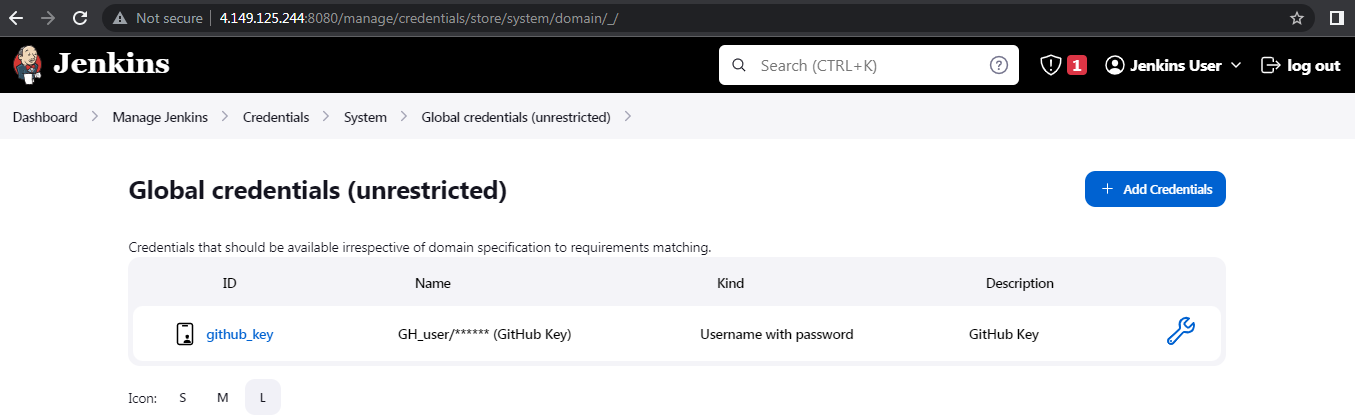 Not secure 4.149.125.244:8080/manage/credentials/store/system/domain/_/
Jenkins Search (CTRL+K) ? 1 Jenkins User log out
Dashboard Manage Jenkins Credentials System Global credentials (unrestricted)
Global credentials (unrestricted) + Add Credentials
Credentials that should be available irrespective of domain specification to requirements matching.
ID Name Kind Description
github_key GH_user/****** (GitHub Key) Username with password GitHub Key
Icon: S M L